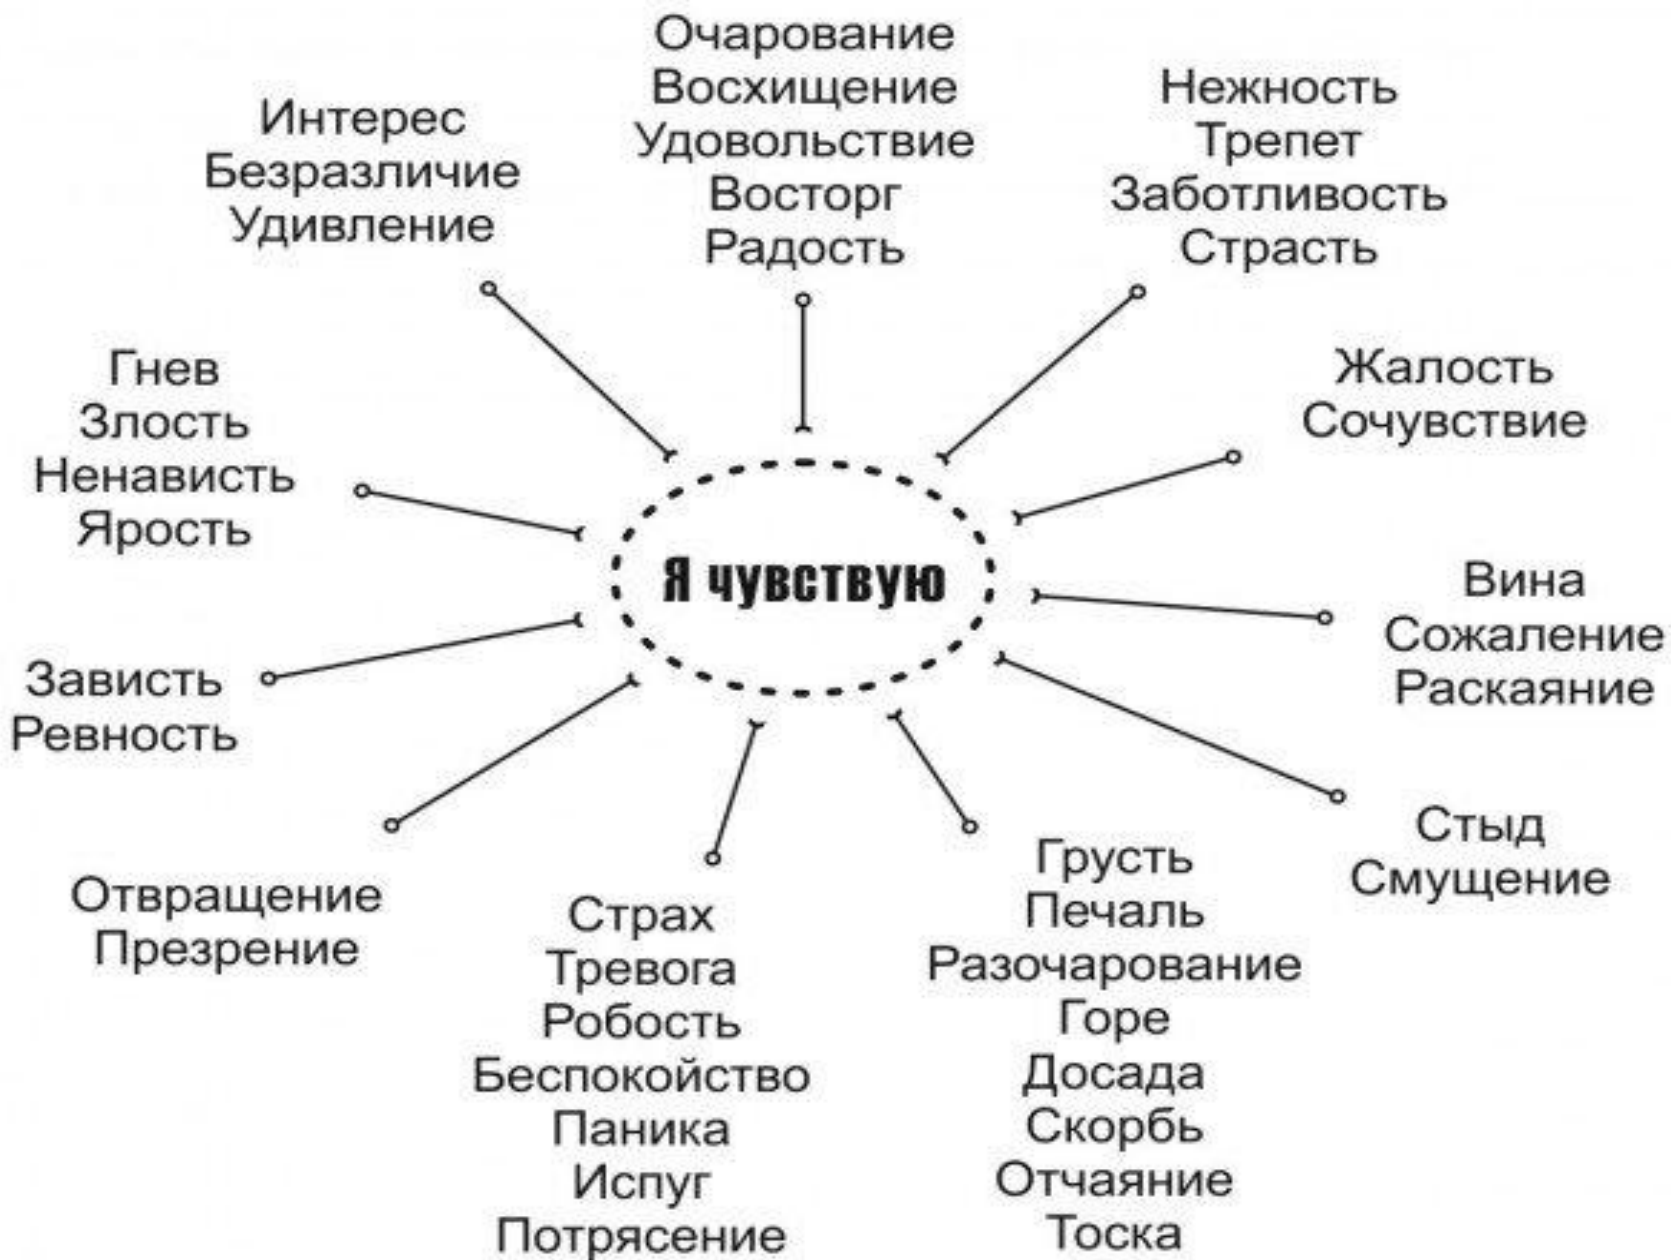 Очарование
Восхищение
Удовольствие
Восторг
Радость
Интерес
Безразличие
Удивление
Нежность
Трепет
Заботливость
Страсть
Гнев
Злость
Ненависть
Ярость
Жалость
Сочувствие
Я чувствую
Вина
Сожаление
Раскаяние
Зависть
Ревность
Стыд
Смущение
Отвращение
Презрение
Страх
Тревога
Робость
Беспокойство
Паника
Испуг
Потрясение
Грусть
Печаль
Разочарование
Горе
Досада
Скорбь
Отчаяние
Тоска